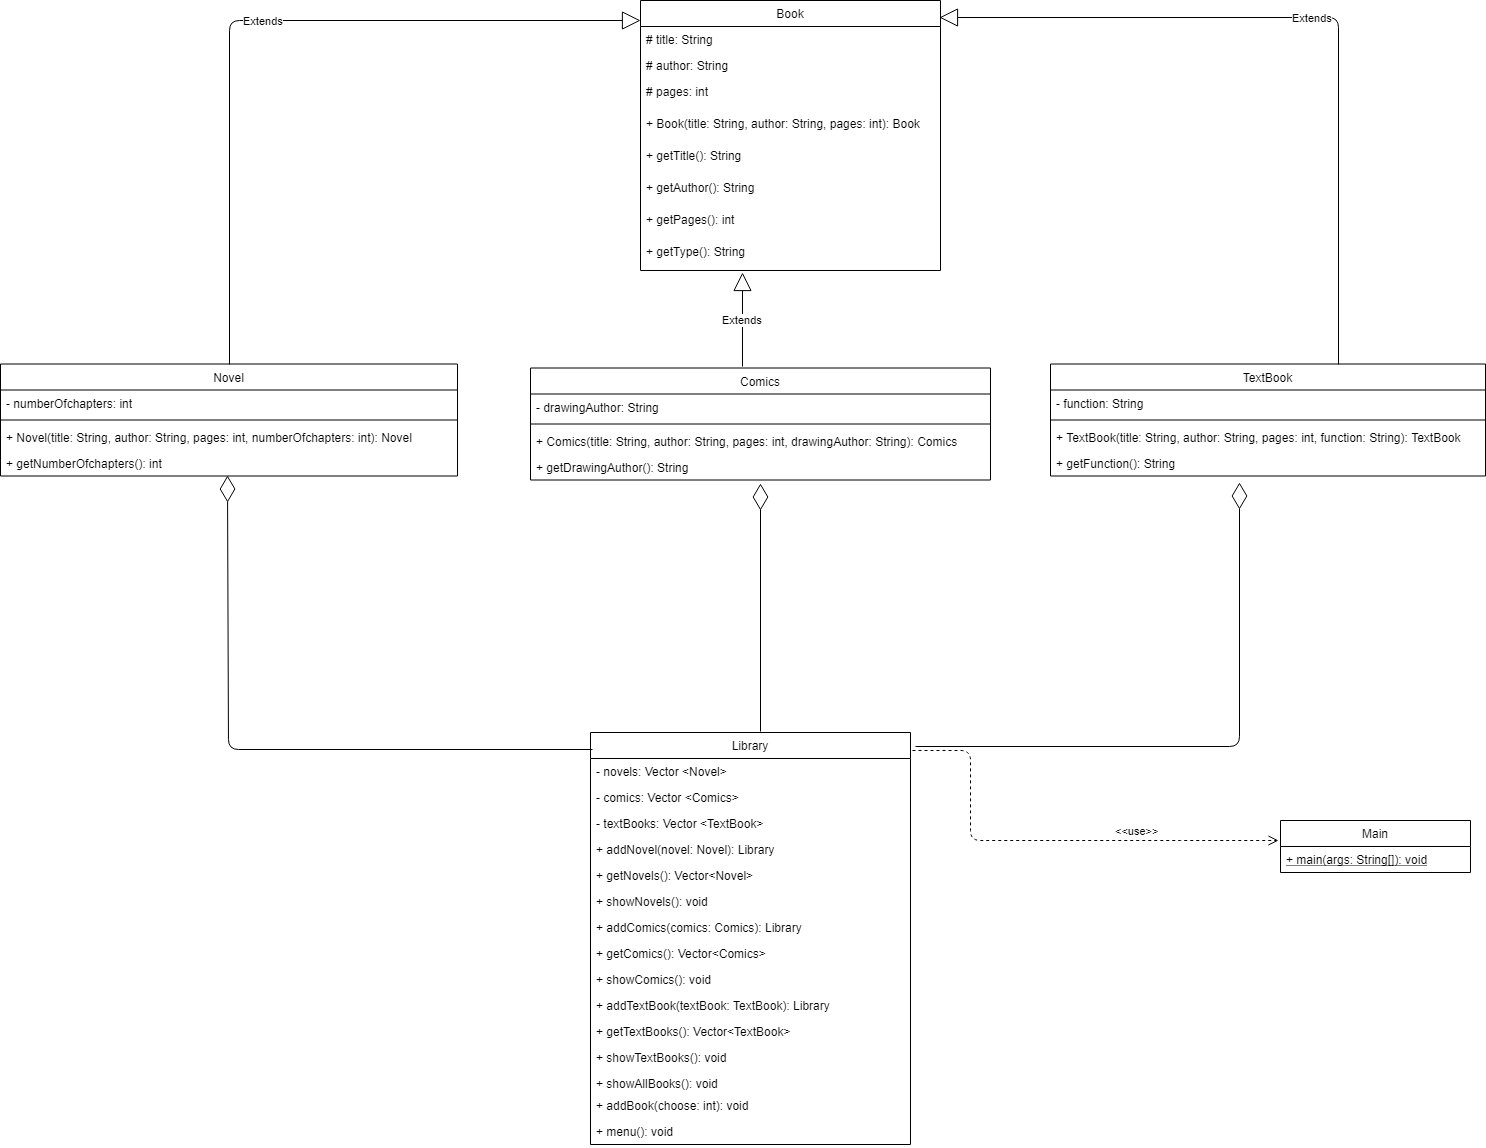 Book
Extends
Extends
# title: String
# author: String
# pages: int
+ Book(title: String, author: String, pages: int): Book
+ getTitle(): String
+ getAuthor(): String
+ getPages(): int
+ getType(): String
Extends
Novel
- numberOfchapters: int
+ Novel(title: String, author: String, pages: int, numberOfchapters: int): Novel
+ getNumberOfchapters(): int
Comics
- drawingAuthor: String
+ Comics(title: String, author: String, pages: int, drawingAuthor: String): Comics
+ getDrawingAuthor(): String
TextBook
- function: String
+ TextBook(title: String, author: String, pages: int, function: String): TextBook
+ getFunction(): String
Library
- novels: Vector <Novel>
- comics: Vector <Comics>
- textBooks: Vector <TextBook>
+ addNovel(novel: Novel): Library
+ getNovels(): Vector<Novel>
+ showNovels(): void
+ addComics(comics: Comics): Library
+ getComics(): Vector<Comics>
+ showComics(): void
+ addTextBook(textBook: TextBook): Library
+ getTextBooks(): Vector<TextBook>
+ showTextBooks(): void
+ showAllBooks(): void
+ addBook(choose: int): void
+ menu(): void
<<use>>
Main
+ main(args: String[]): void